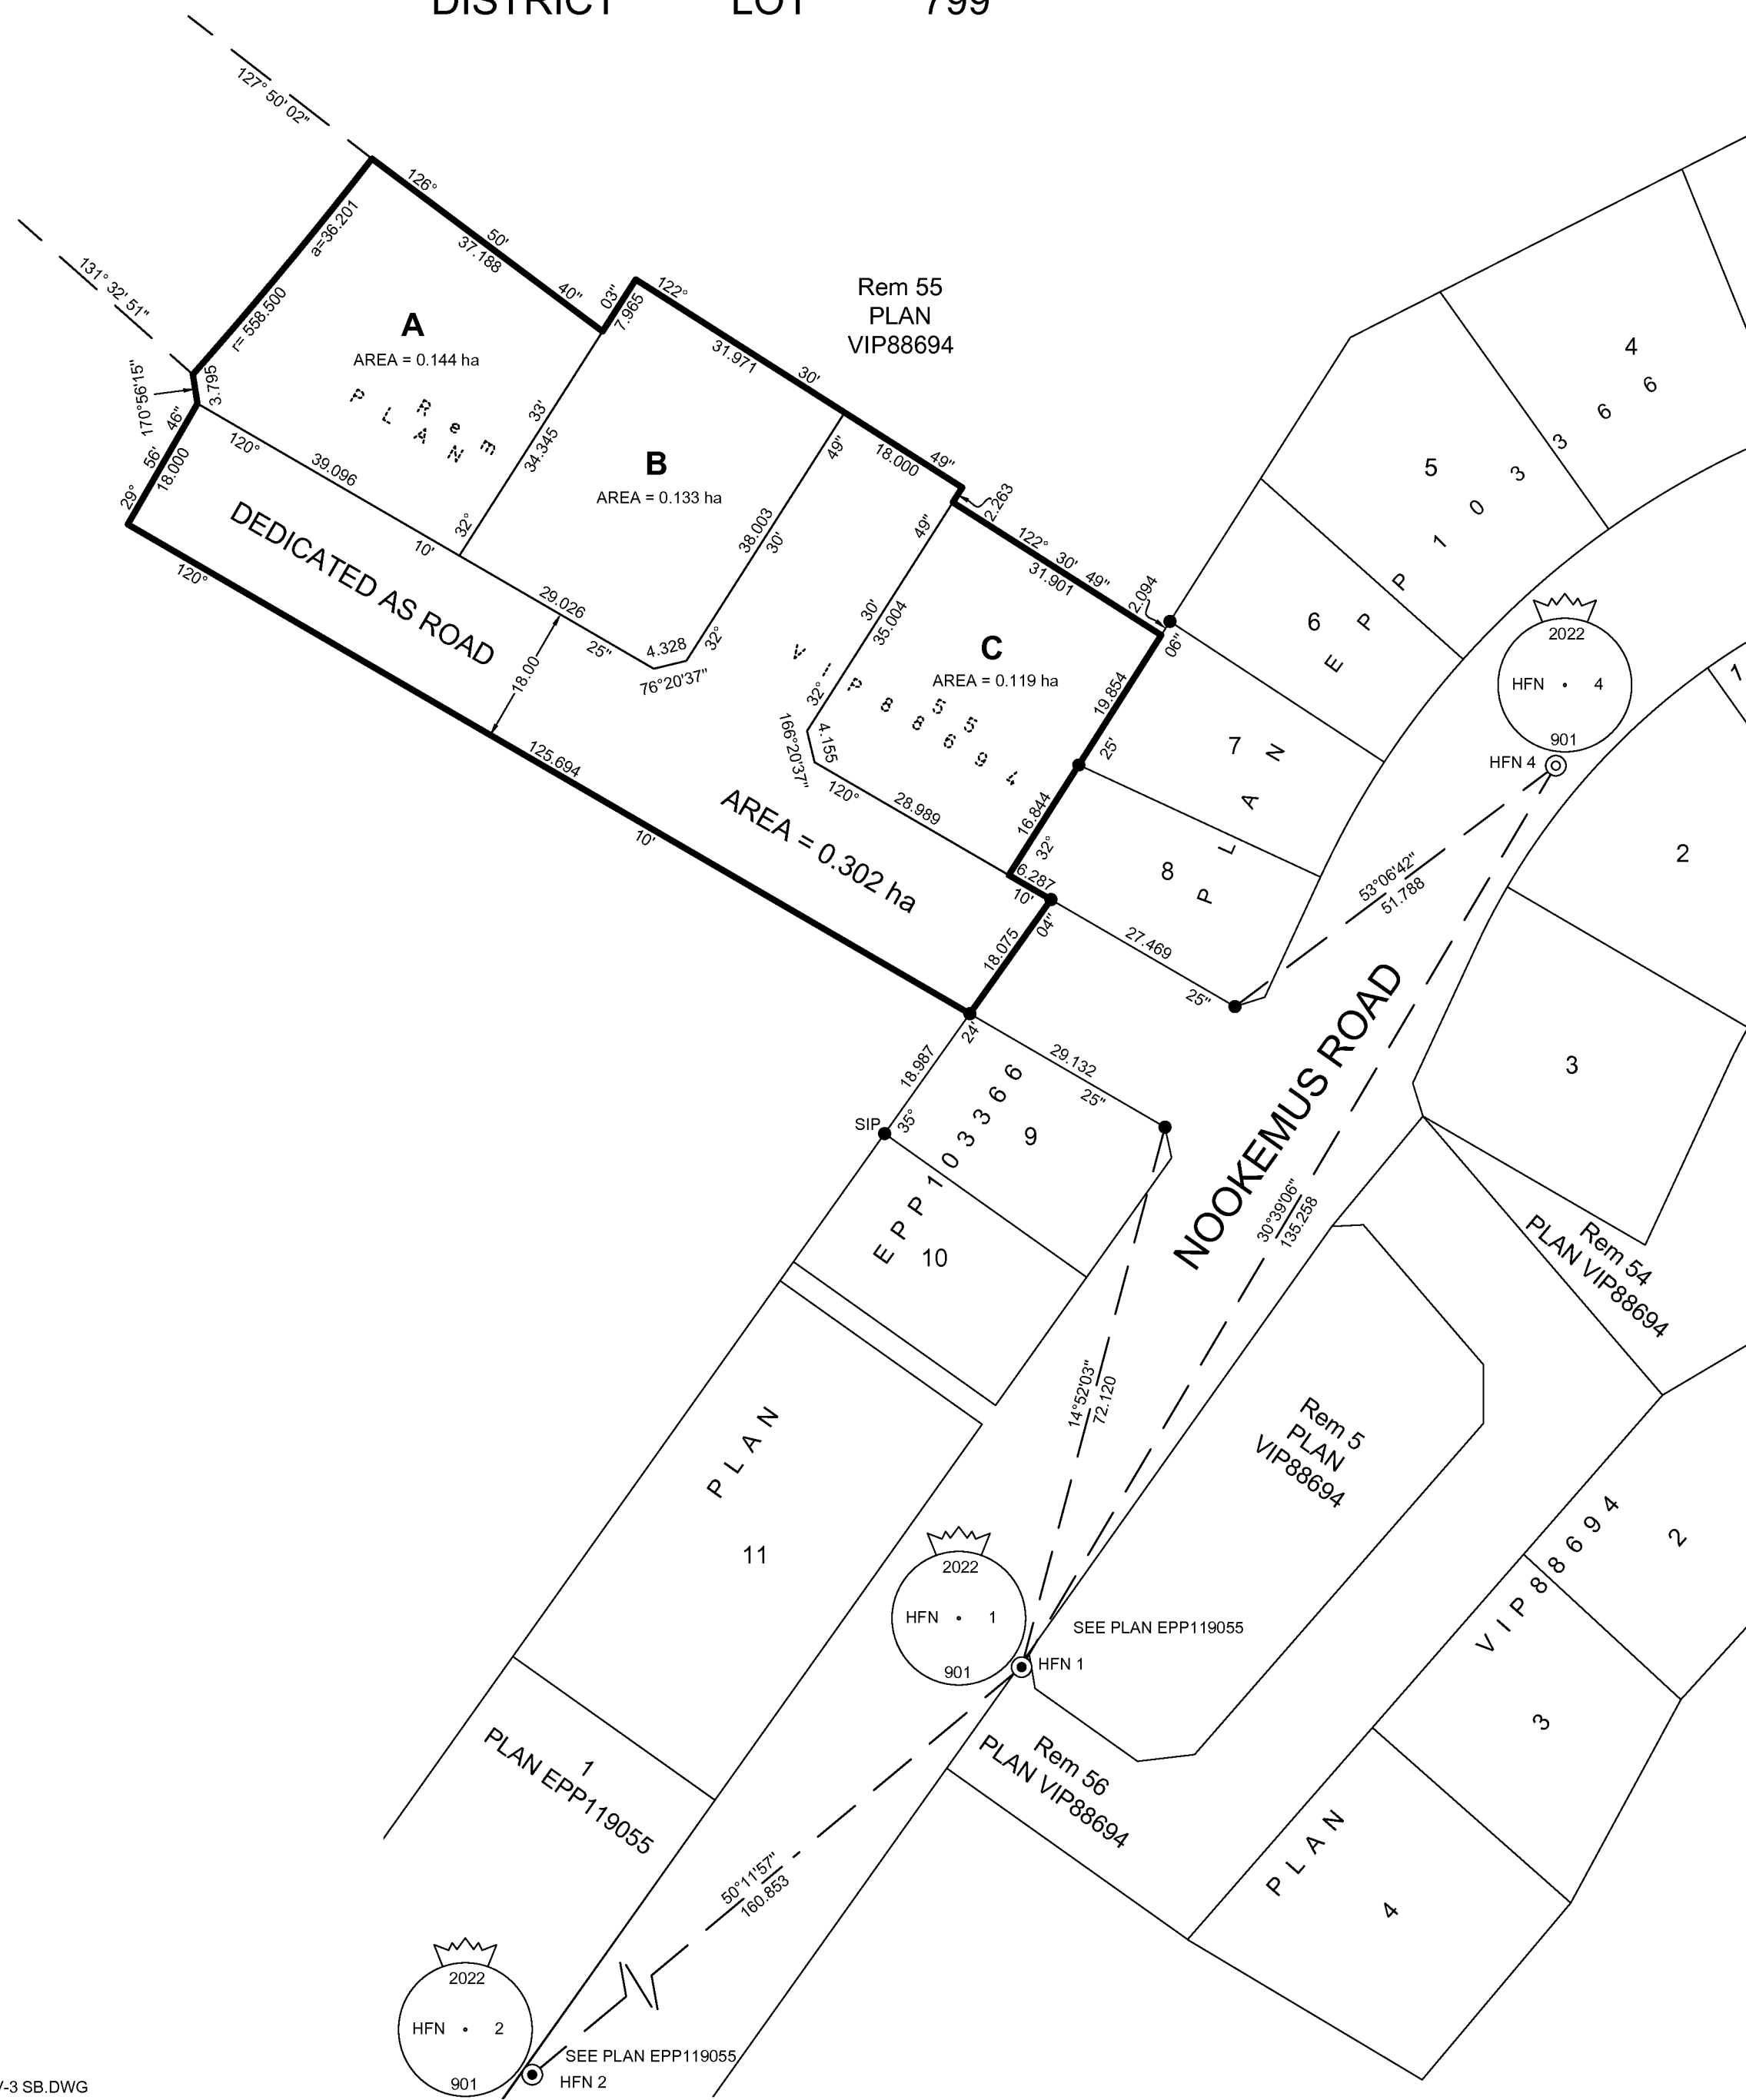 DISTRICT LOT 799
127° 50' 02"
131° 32' 51"
126° 50' 40"
37.188
a=36.201
r= 558.500
A
AREA = 0.144 ha
03"
7.965
122° 30' 49"
31.971
18.000
Rem 55
PLAN
VIP88694
170°56'15"
3.795
46"
56'
29°
18.000
Rem
PLAN
33'
34.345
32°
B
AREA = 0.133 ha
49"
38.003
30'
32°
2.263
122° 30' 49"
31.901
2.094
06"
120°
39.096
10'
29.026
25"
4.328
76°20'37"
DEDICATED AS ROAD
120°
18.00
125.694
10'
49"
30'
35.004
32°
C
AREA = 0.119 ha
55
VIP88694
166°20'37"
4.155
120°
28.989
19.854
25'
16.844
32°
6.287
10'
AREA = 0.302 ha
18.075
04"
27.469
25"
4
5
6
7
8
PLAN EPP103366
2022
HFN 4
901
HFN 4
1
2
3
53°06'42"
51.788
NOOKEMUS ROAD
30°39'06"
135.258
24'
18.987
35°
SIP
29.132
25"
9
10
11
PLAN EPP103366
14°52'03"
72.120
Rem 54
PLAN VIP88694
Rem 5
PLAN
VIP88694
2
3
4
PLAN VIP88694
2022
HFN 1
901
SEE PLAN EPP119055
HFN 1
Rem 56
PLAN VIP88694
1
PLAN EPP119055
50°11'57"
160.853
2022
HFN 2
901
SEE PLAN EPP119055
HFN 2
V-3 SB.DWG